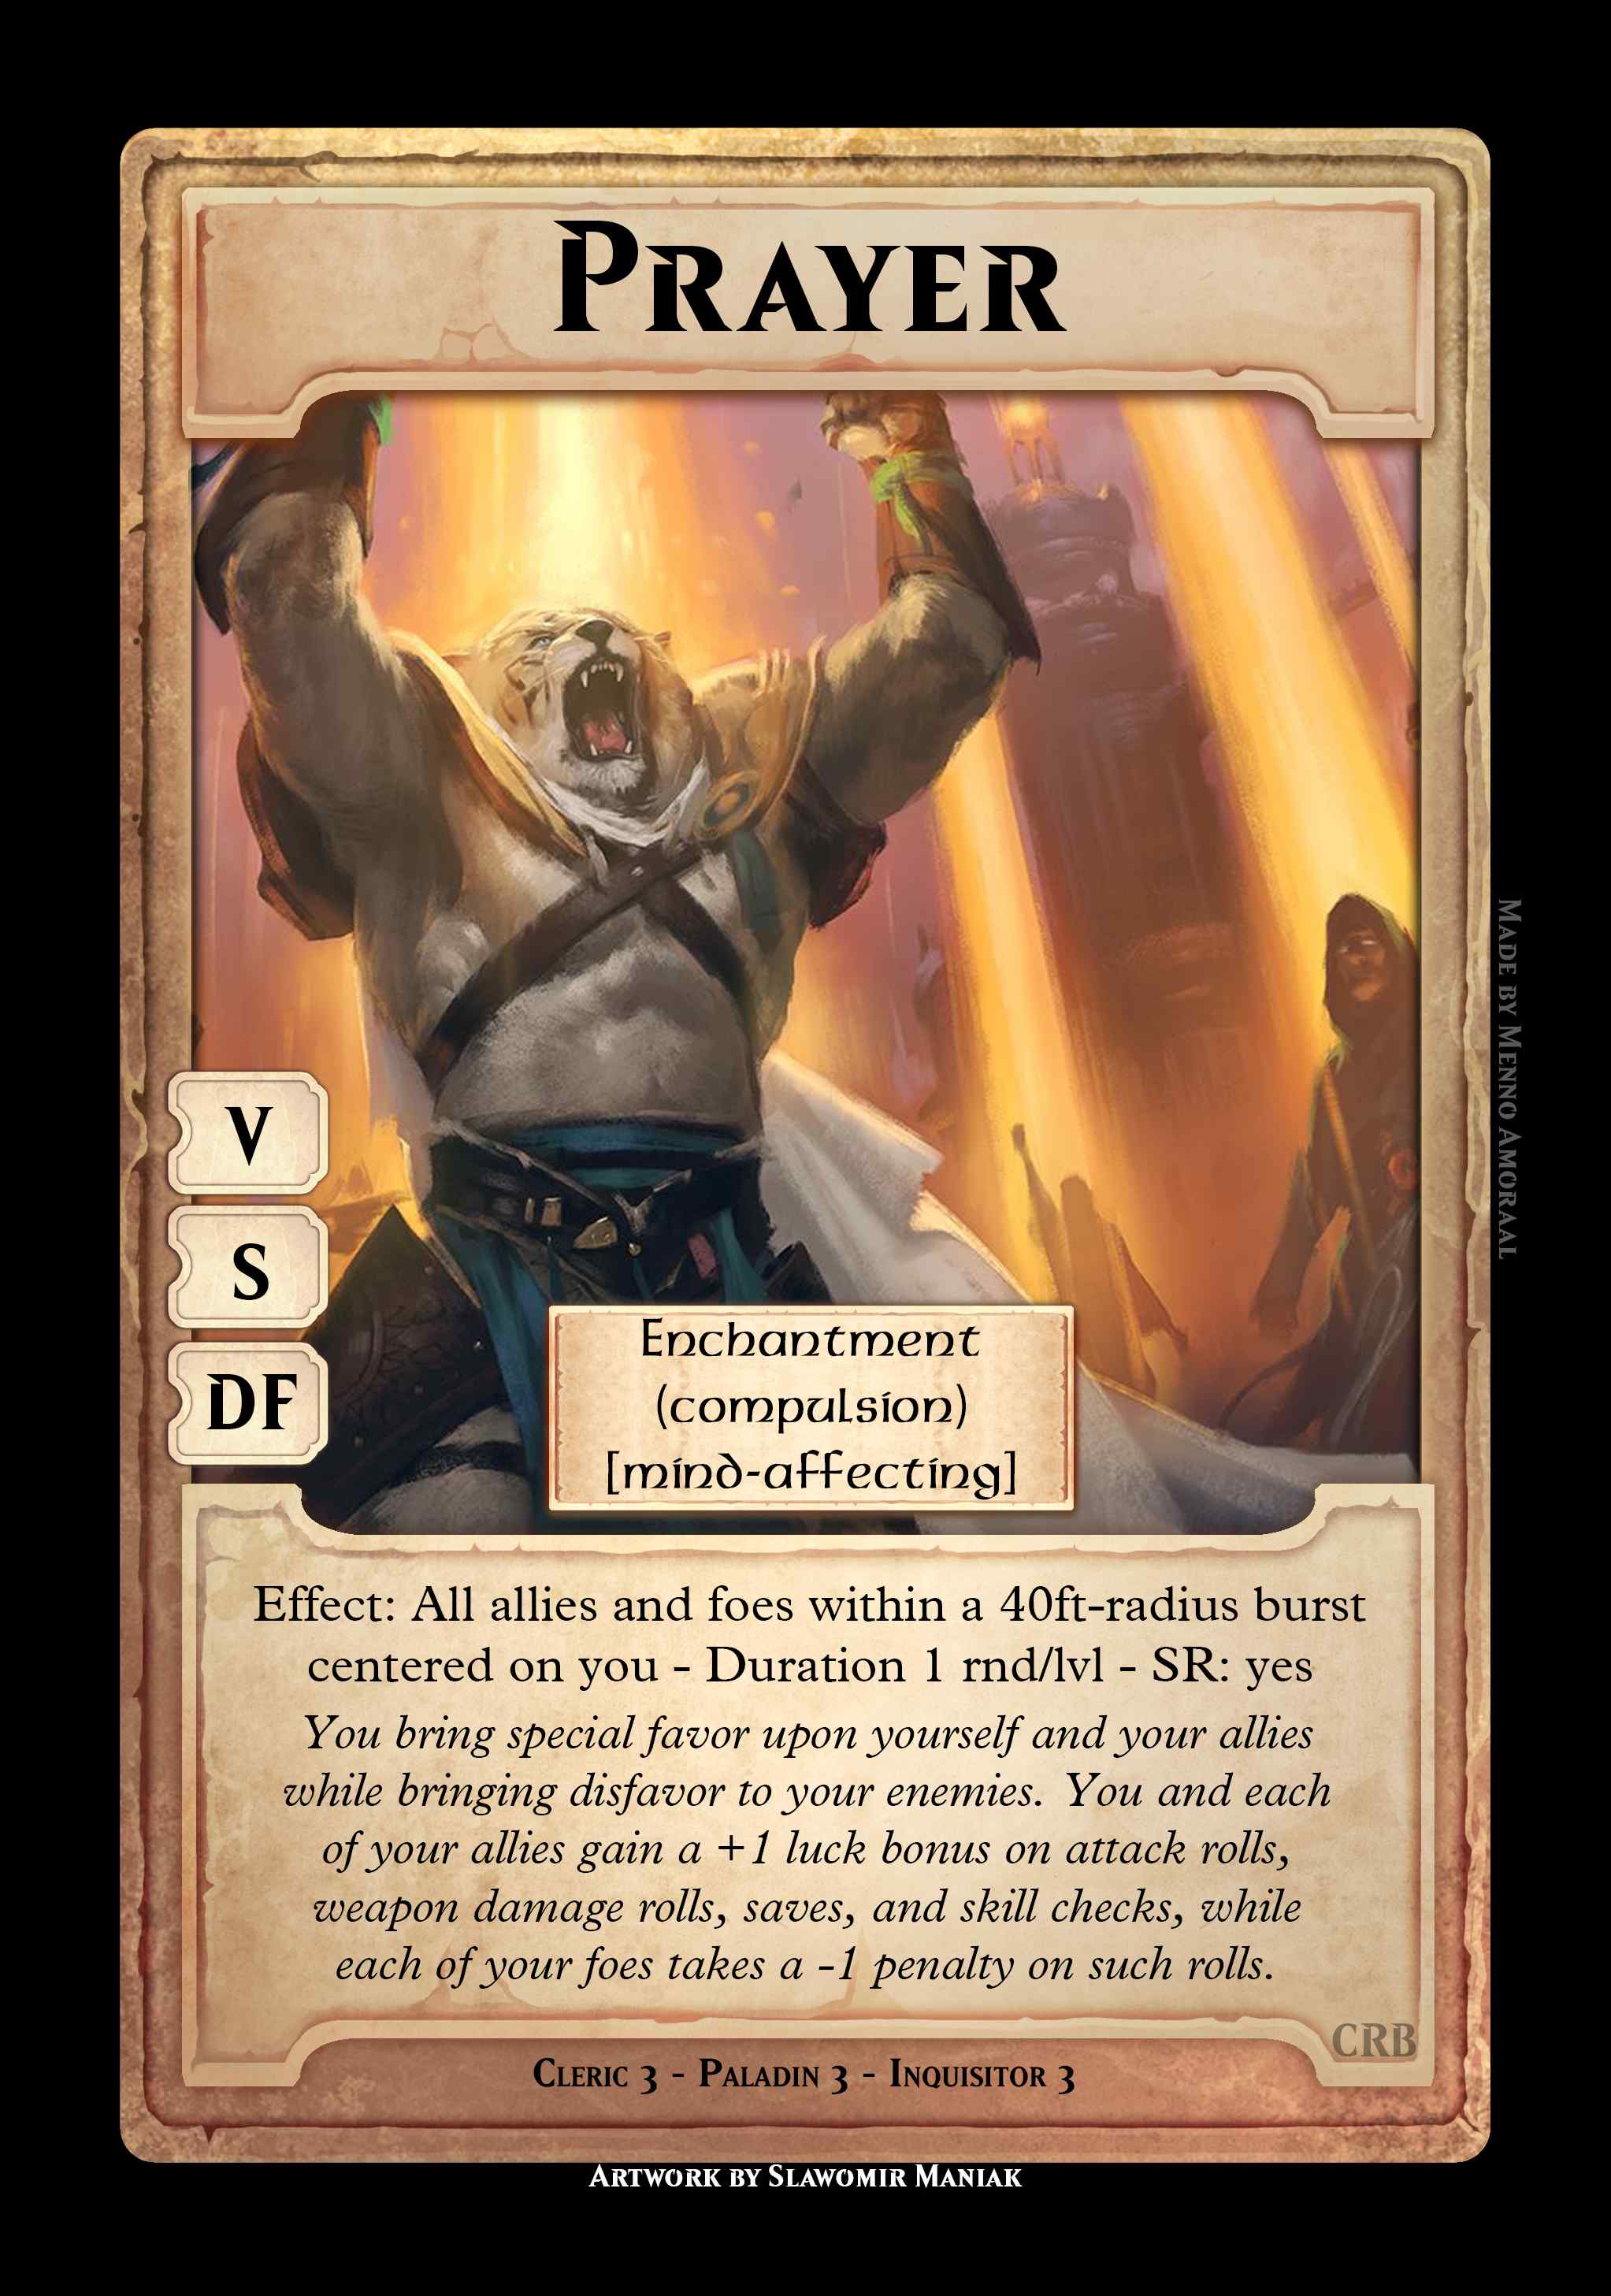 Prayer
V
S
DF
Enchantment
(compulsion)
[mind-affecting]
Effect: All allies and foes within a 40ft-radius burst
centered on you - Duration 1 rnd/lvl - SR: yes
You bring special favor upon yourself and your allies
while bringing disfavor to your enemies. You and each
of your allies gain a +1 luck bonus on attack rolls,
weapon damage rolls, saves, and skill checks, while
each of your foes takes a -1 penalty on such rolls.
CRB
Cleric 3 - Paladin 3 - Inquisitor 3
Artwork by Slawomir Maniak
Made by Menno Amoraal